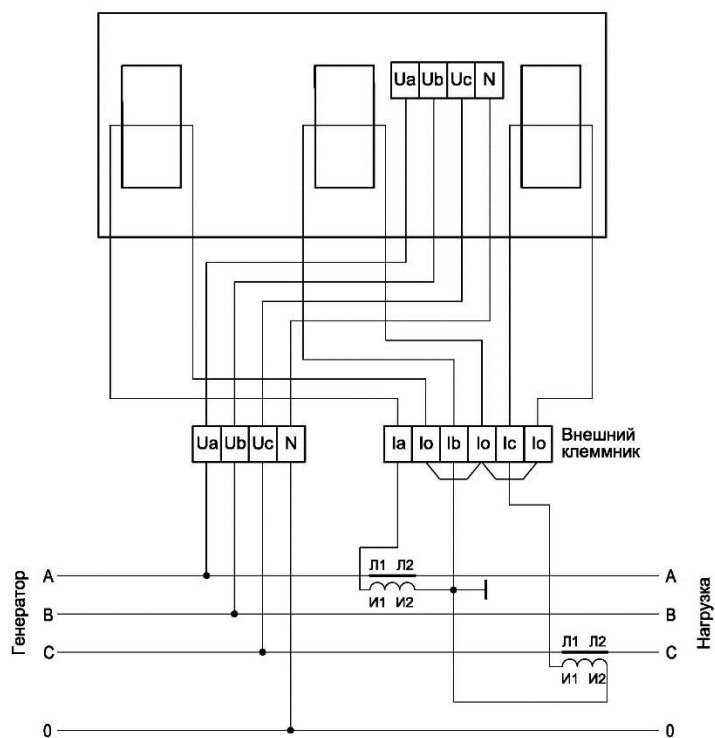 Ua Ub Uc N
Ua Ub Uc N
Ia Io Ib Io Ic Io
Внешний
клеммник
Генератор
Нагрузка
A Л1 Л2 A
И1 И2
B B
C Л1 Л2 C
И1 И2
0 0